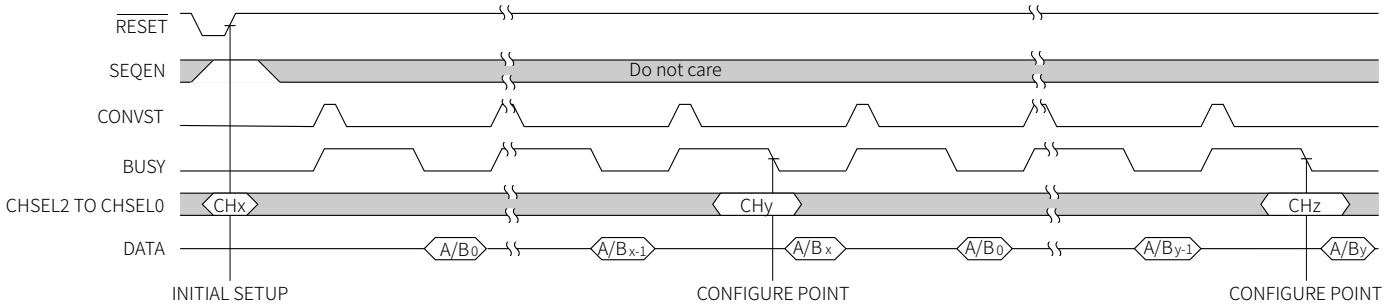 RESET
SEQEN Do not care
CONVST
BUSY
CHSEL2 TO CHSEL0 CHx CHy CHz
DATA A/B0 A/Bx-1 A/Bx A/B0 A/By-1 A/By
INITIAL SETUP CONFIGURE POINT CONFIGURE POINT